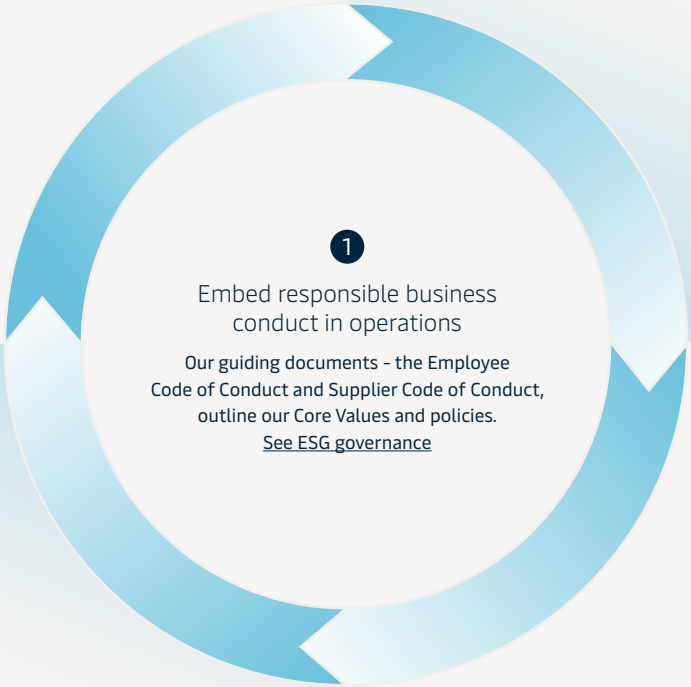 1
Embed responsible business
conduct in operations
Our guiding documents - the Employee
Code of Conduct and Supplier Code of Conduct,
outline our Core Values and policies.
See ESG governance